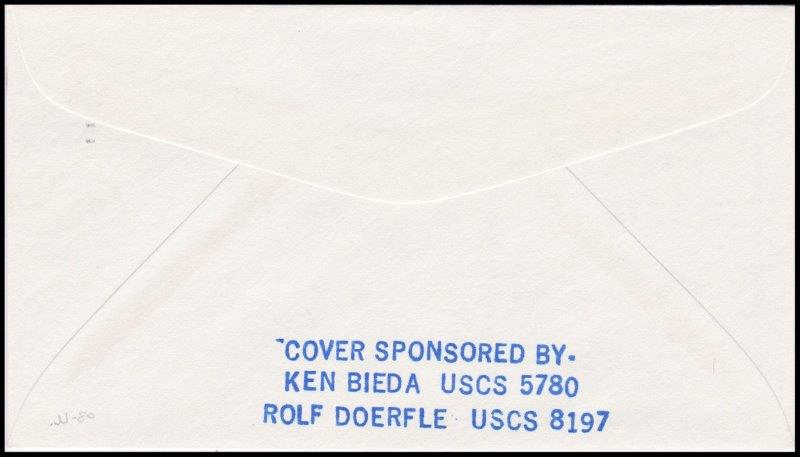 COVER SPONSORED BY.
KEN BIEDA USCS 5780
ROLF DOERFLE USCS 8197